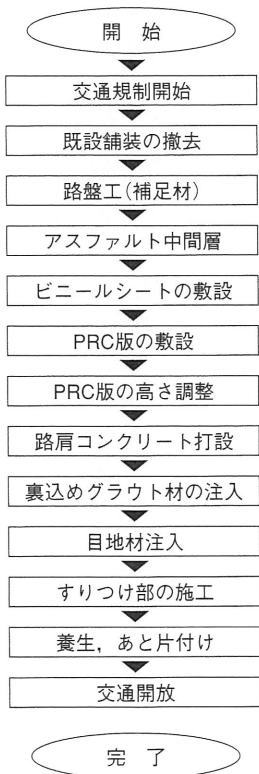 開　始
交通規制開始
既設舗装の撤去
路盤工(補足材)
アスファルト中間層
ビニールシートの敷設
PRC版の敷設
PRC版の高さ調整
路肩コンクリート打設
裏込めグラウト材の注入
目地材注入
すりつけ部の施工
養生，あと片付け
交通開放
完　了